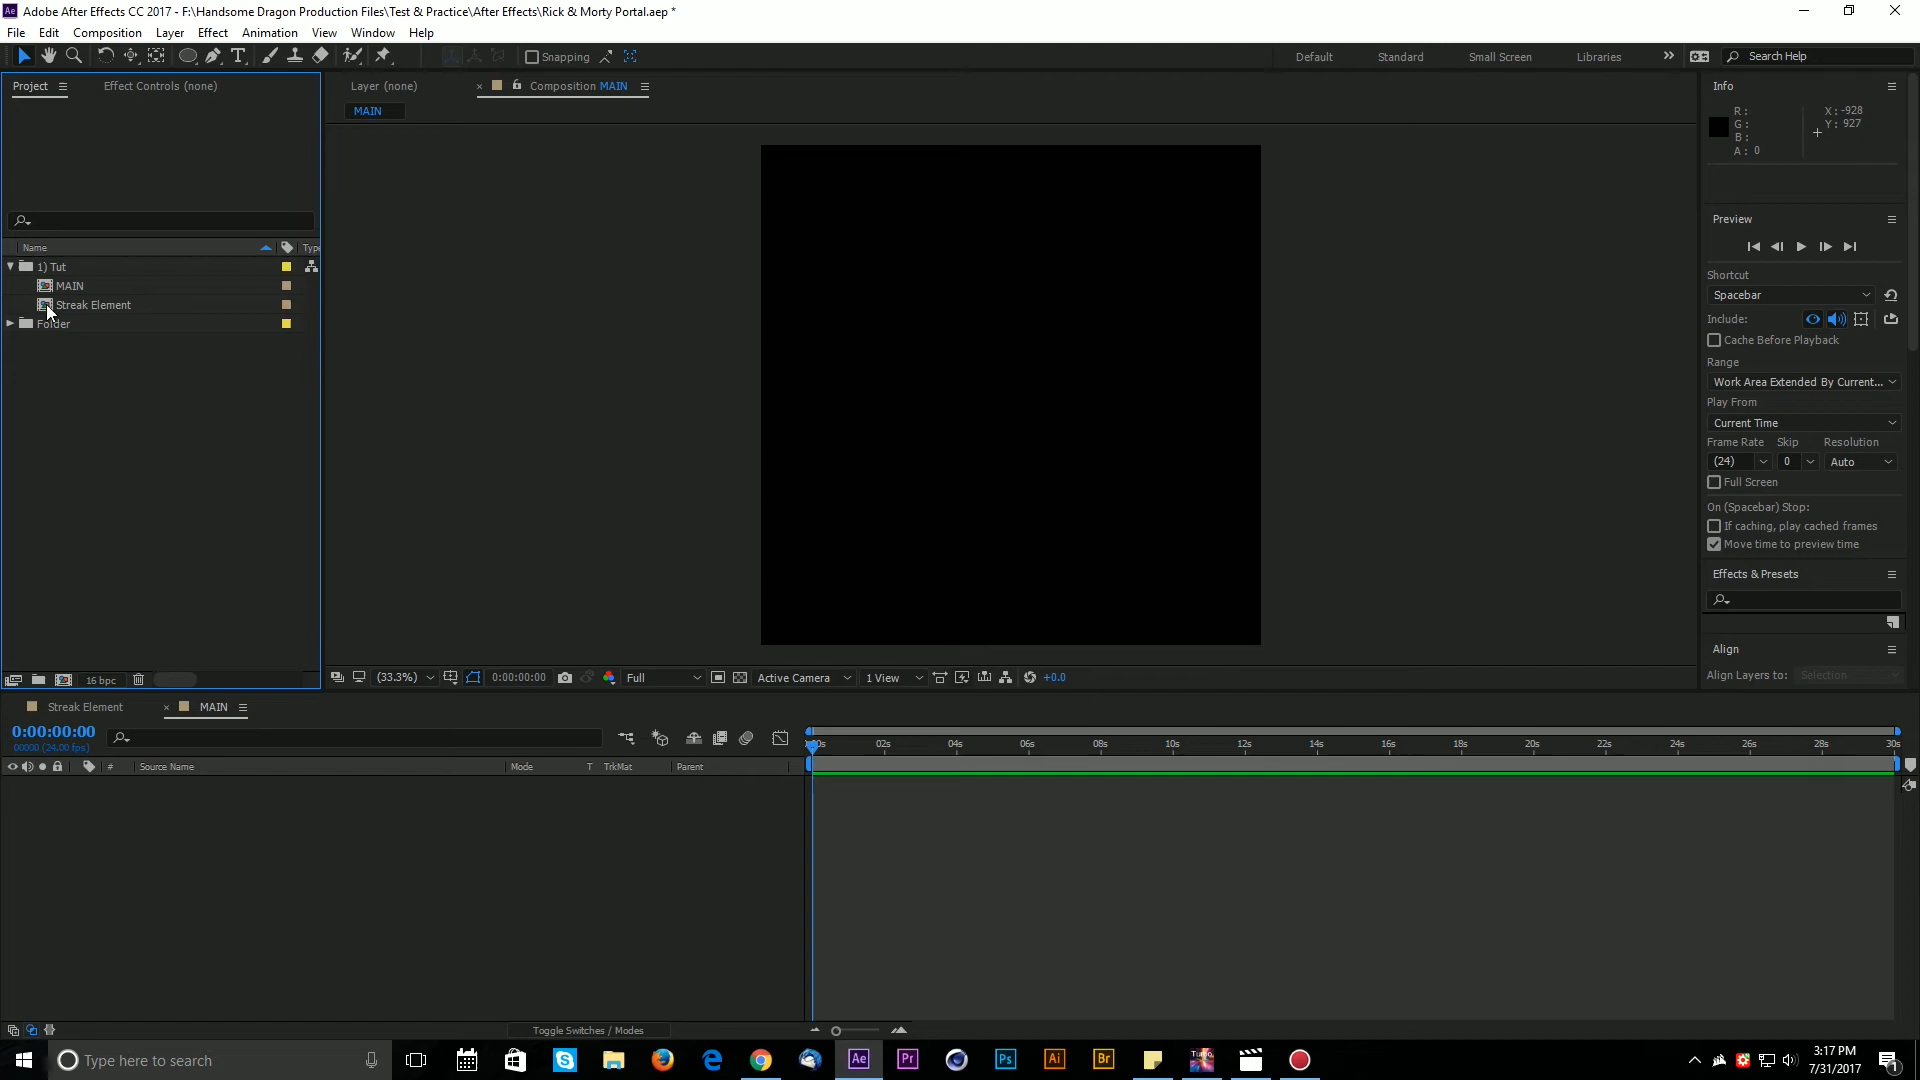 Adobe After Effects CC 2017 - F:\Handsome Dragon Production Files\Test & Practice\After Effects\Rick & Morty Portal.aep *
File Edit Composition Layer Effect Animation View Window Help
Snapping Default Standard Small Screen Libraries Search Help
Project Effect Controls (none) Layer (none) Composition MAIN Info
MAIN
R: X: -928
G: Y: 927
B:
A: 0
Preview
Name Type
1) Tut
MAIN
Streak Element
Folder
Shortcut
Spacebar
Include:
Cache Before Playback
Range
Work Area Extended By Current...
Play From
Current Time
Frame Rate Skip Resolution
(24) 0 Auto
Full Screen
On (Spacebar) Stop:
If caching, play cached frames
Move time to preview time
Effects & Presets
Align
Align Layers to: Selection
16 bpc (33.3%) 0:00:00:00 Full Active Camera 1 View +0.0
Streak Element MAIN
0:00:00:00
00000 (24.00 fps)
02s 04s 06s 08s 10s 12s 14s 16s 18s 20s 22s 24s 26s 28s 30s
# Source Name Mode T TrkMat Parent
Toggle Switches / Modes
Type here to search
Ae Pr Ps Ai Br
3:17 PM
7/31/2017
1